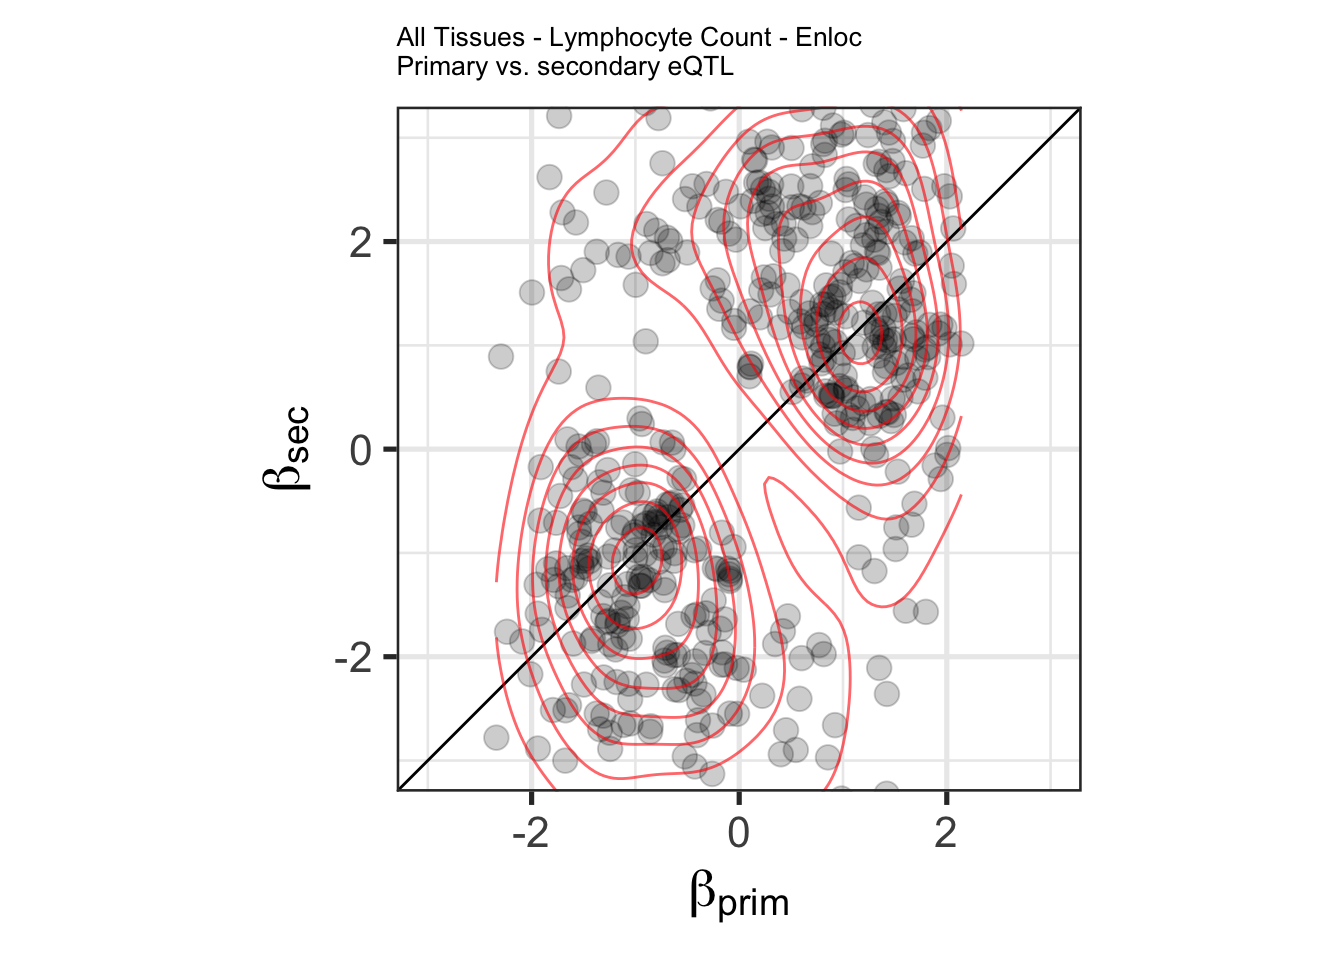 All Tissues - Lymphocyte Count - Enloc
Primary vs. secondary eQTL
2
0
-2
βsec
-2 0 2
βprim